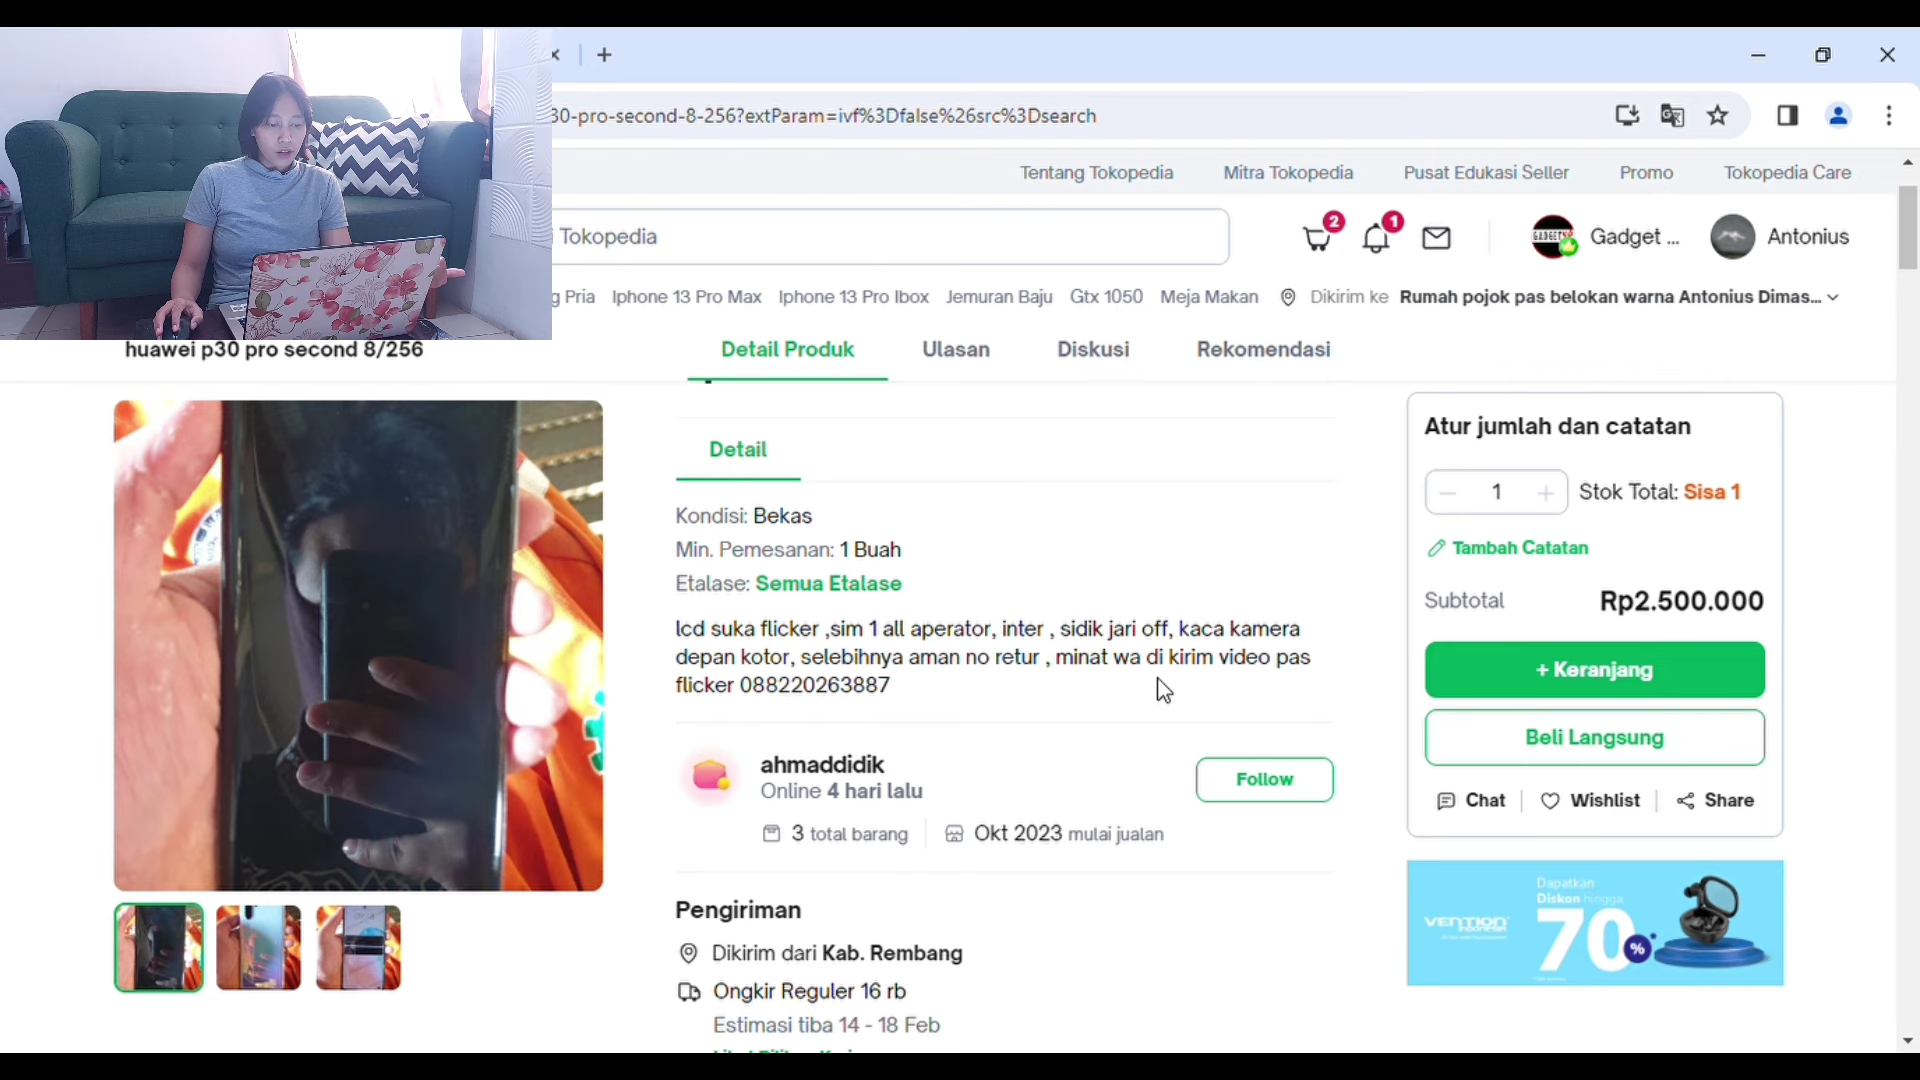 30-pro-second-8-256?extParam=ivf%3Dfalse%26src%3Dsearch
Tentang Tokopedia Mitra Tokopedia Pusat Edukasi Seller Promo Tokopedia Care
Tokopedia
2
1
Gadget ...
Antonius
g Pria Iphone 13 Pro Max Iphone 13 Pro Ibox Jemuran Baju Gtx 1050 Meja Makan Dikirim ke Rumah pojok pas belokan warna Antonius Dimas...
huawei p30 pro second 8/256
Detail Produk Ulasan Diskusi Rekomendasi
Detail
Kondisi: Bekas
Min. Pemesanan: 1 Buah
Etalase: Semua Etalase
lcd suka flicker ,sim 1 all aperator, inter , sidik jari off, kaca kamera
depan kotor, selebihnya aman no retur , minat wa di kirim video pas
flicker 088220263887
ahmaddidik
Online 4 hari lalu
Follow
3 total barang
Okt 2023 mulai jualan
Pengiriman
Dikirim dari Kab. Rembang
Ongkir Reguler 16 rb
Estimasi tiba 14 - 18 Feb
Atur jumlah dan catatan
1
Stok Total: Sisa 1
Tambah Catatan
Subtotal Rp2.500.000
+ Keranjang
Beli Langsung
Chat Wishlist Share
Dapatkan
Diskon hingga
VENTION
70%